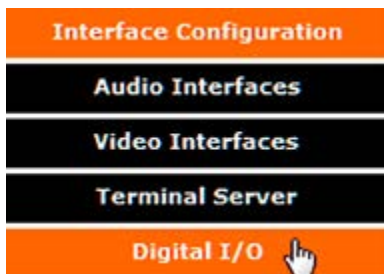 Interface Configuration
Audio Interfaces
Video Interfaces
Terminal Server
Digital I/O